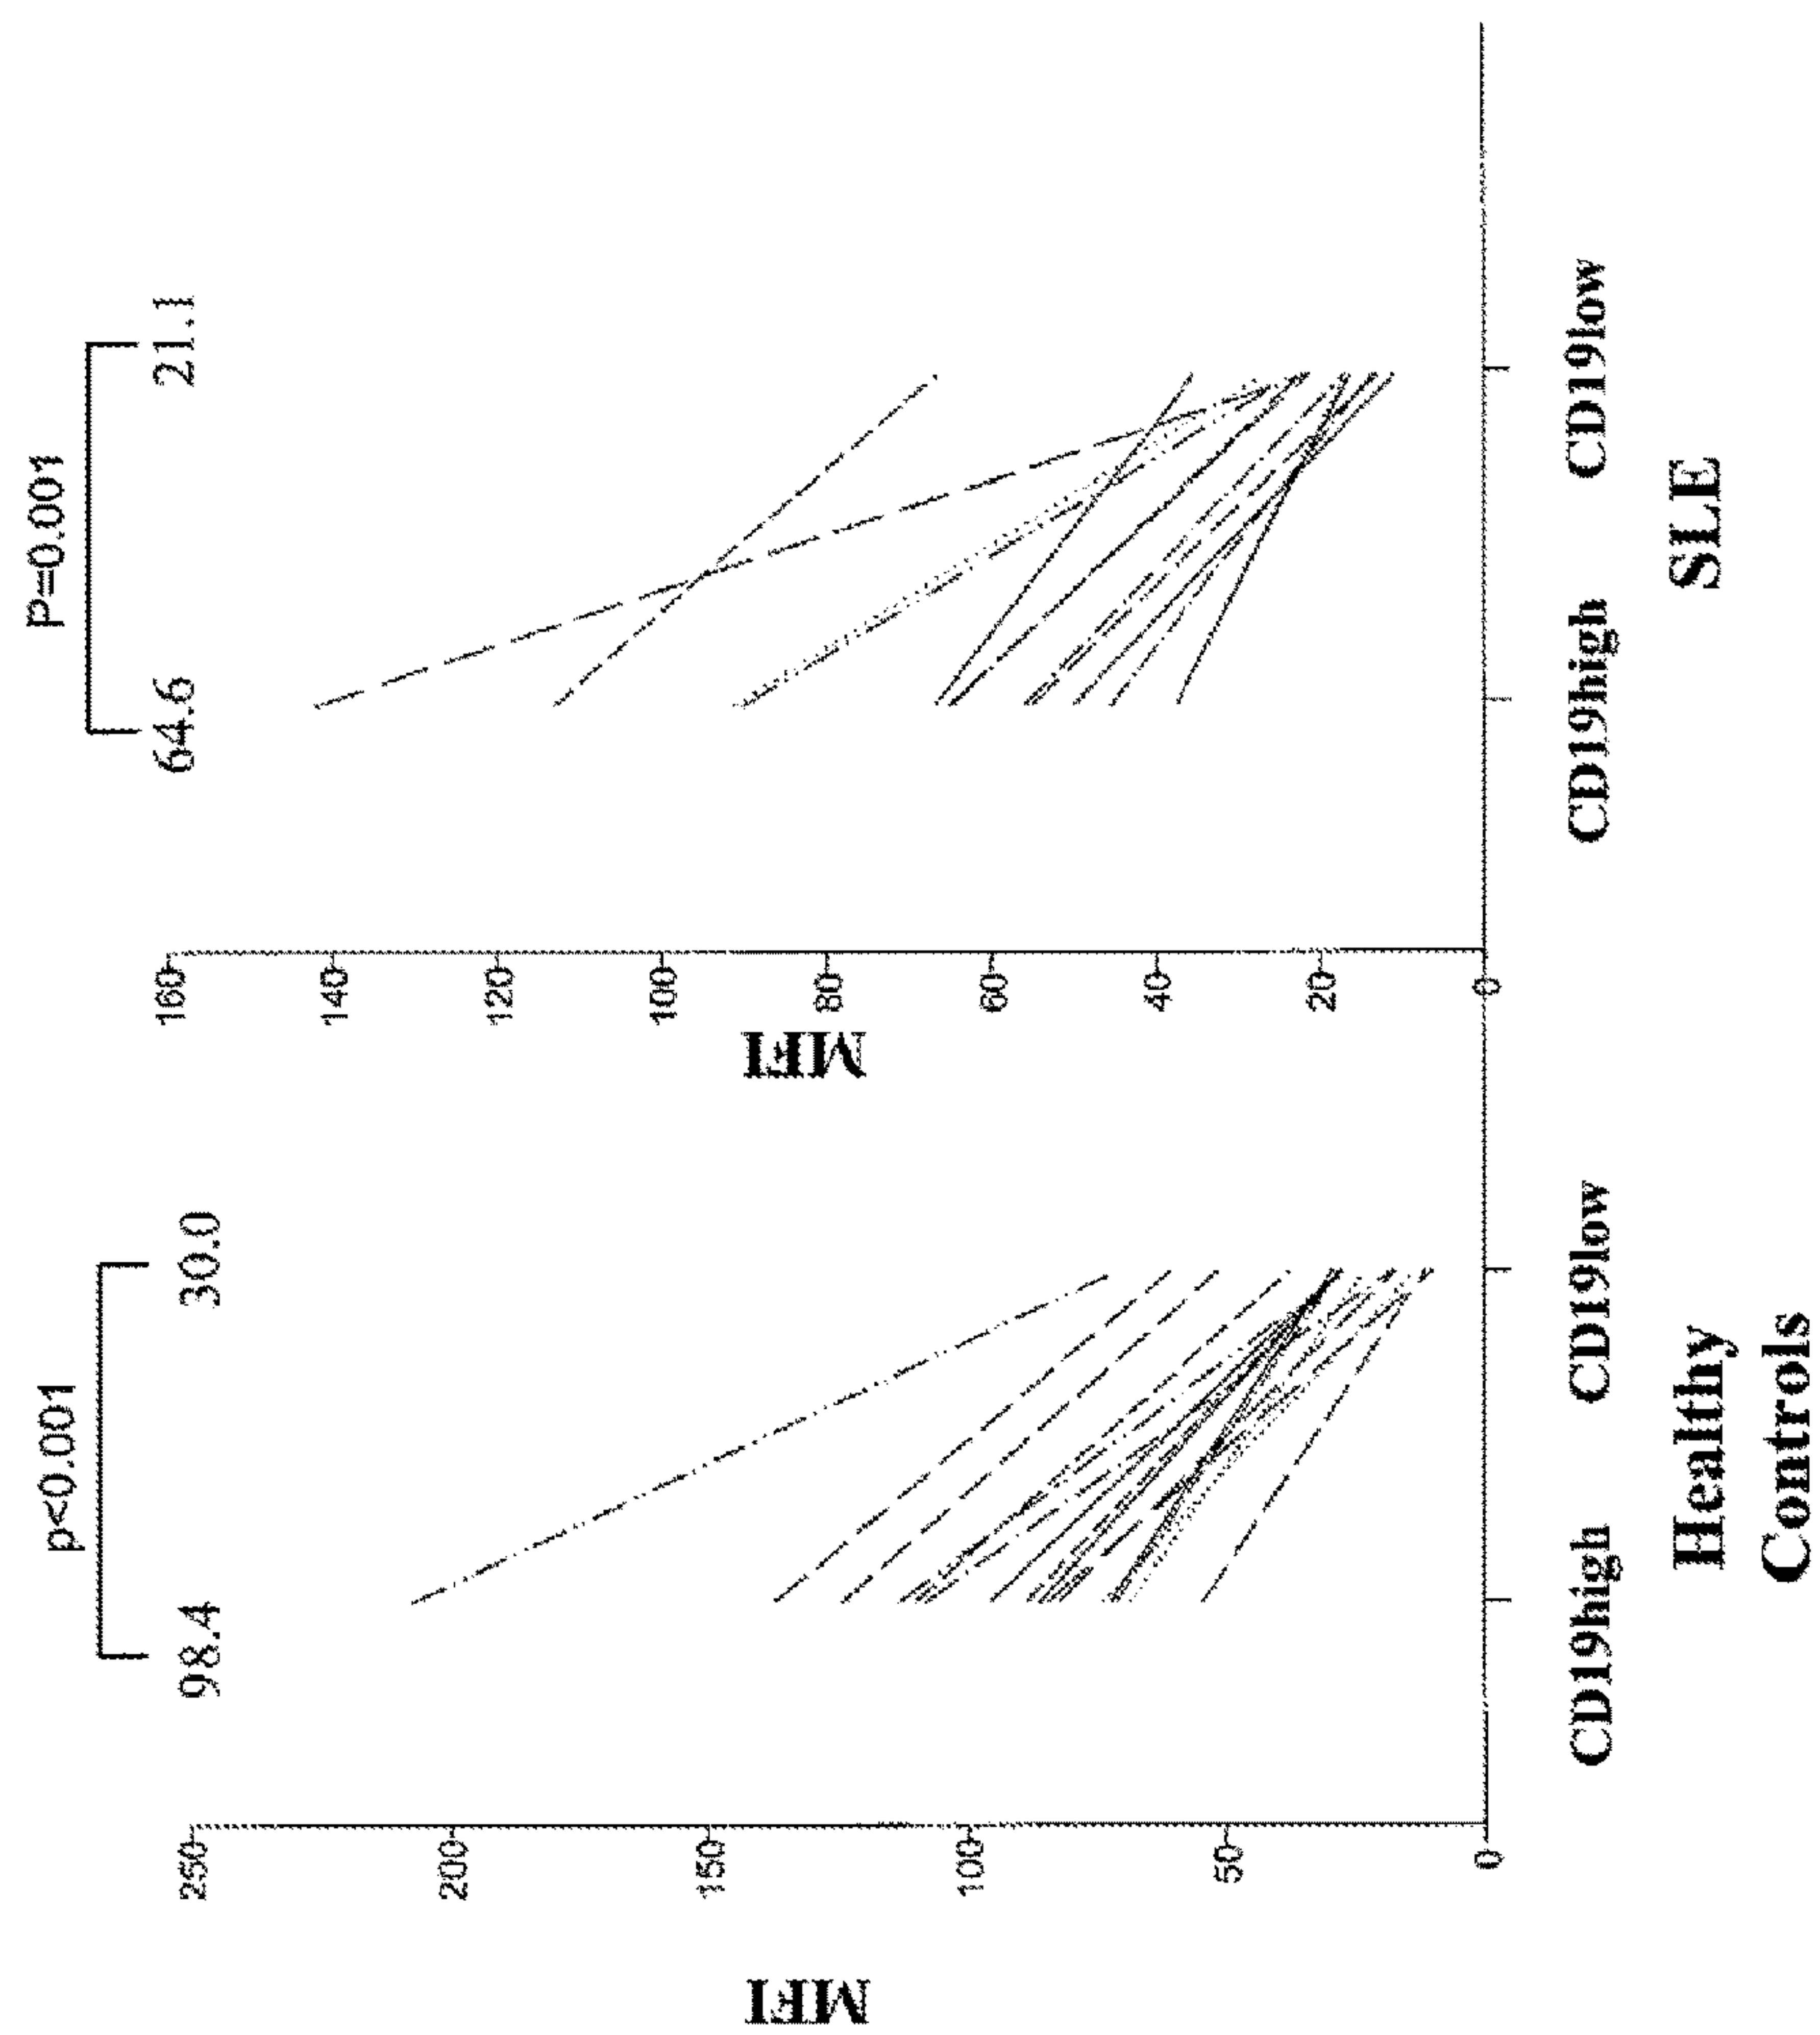 p<0.001
98.4 30.0
MFI
250
200
150
100
50
0
CD19high CD19low
Healthy
Controls
P=0.001
64.6 21.1
MFI
160
140
120
100
80
60
40
20
0
CD19high CD19low
SLE